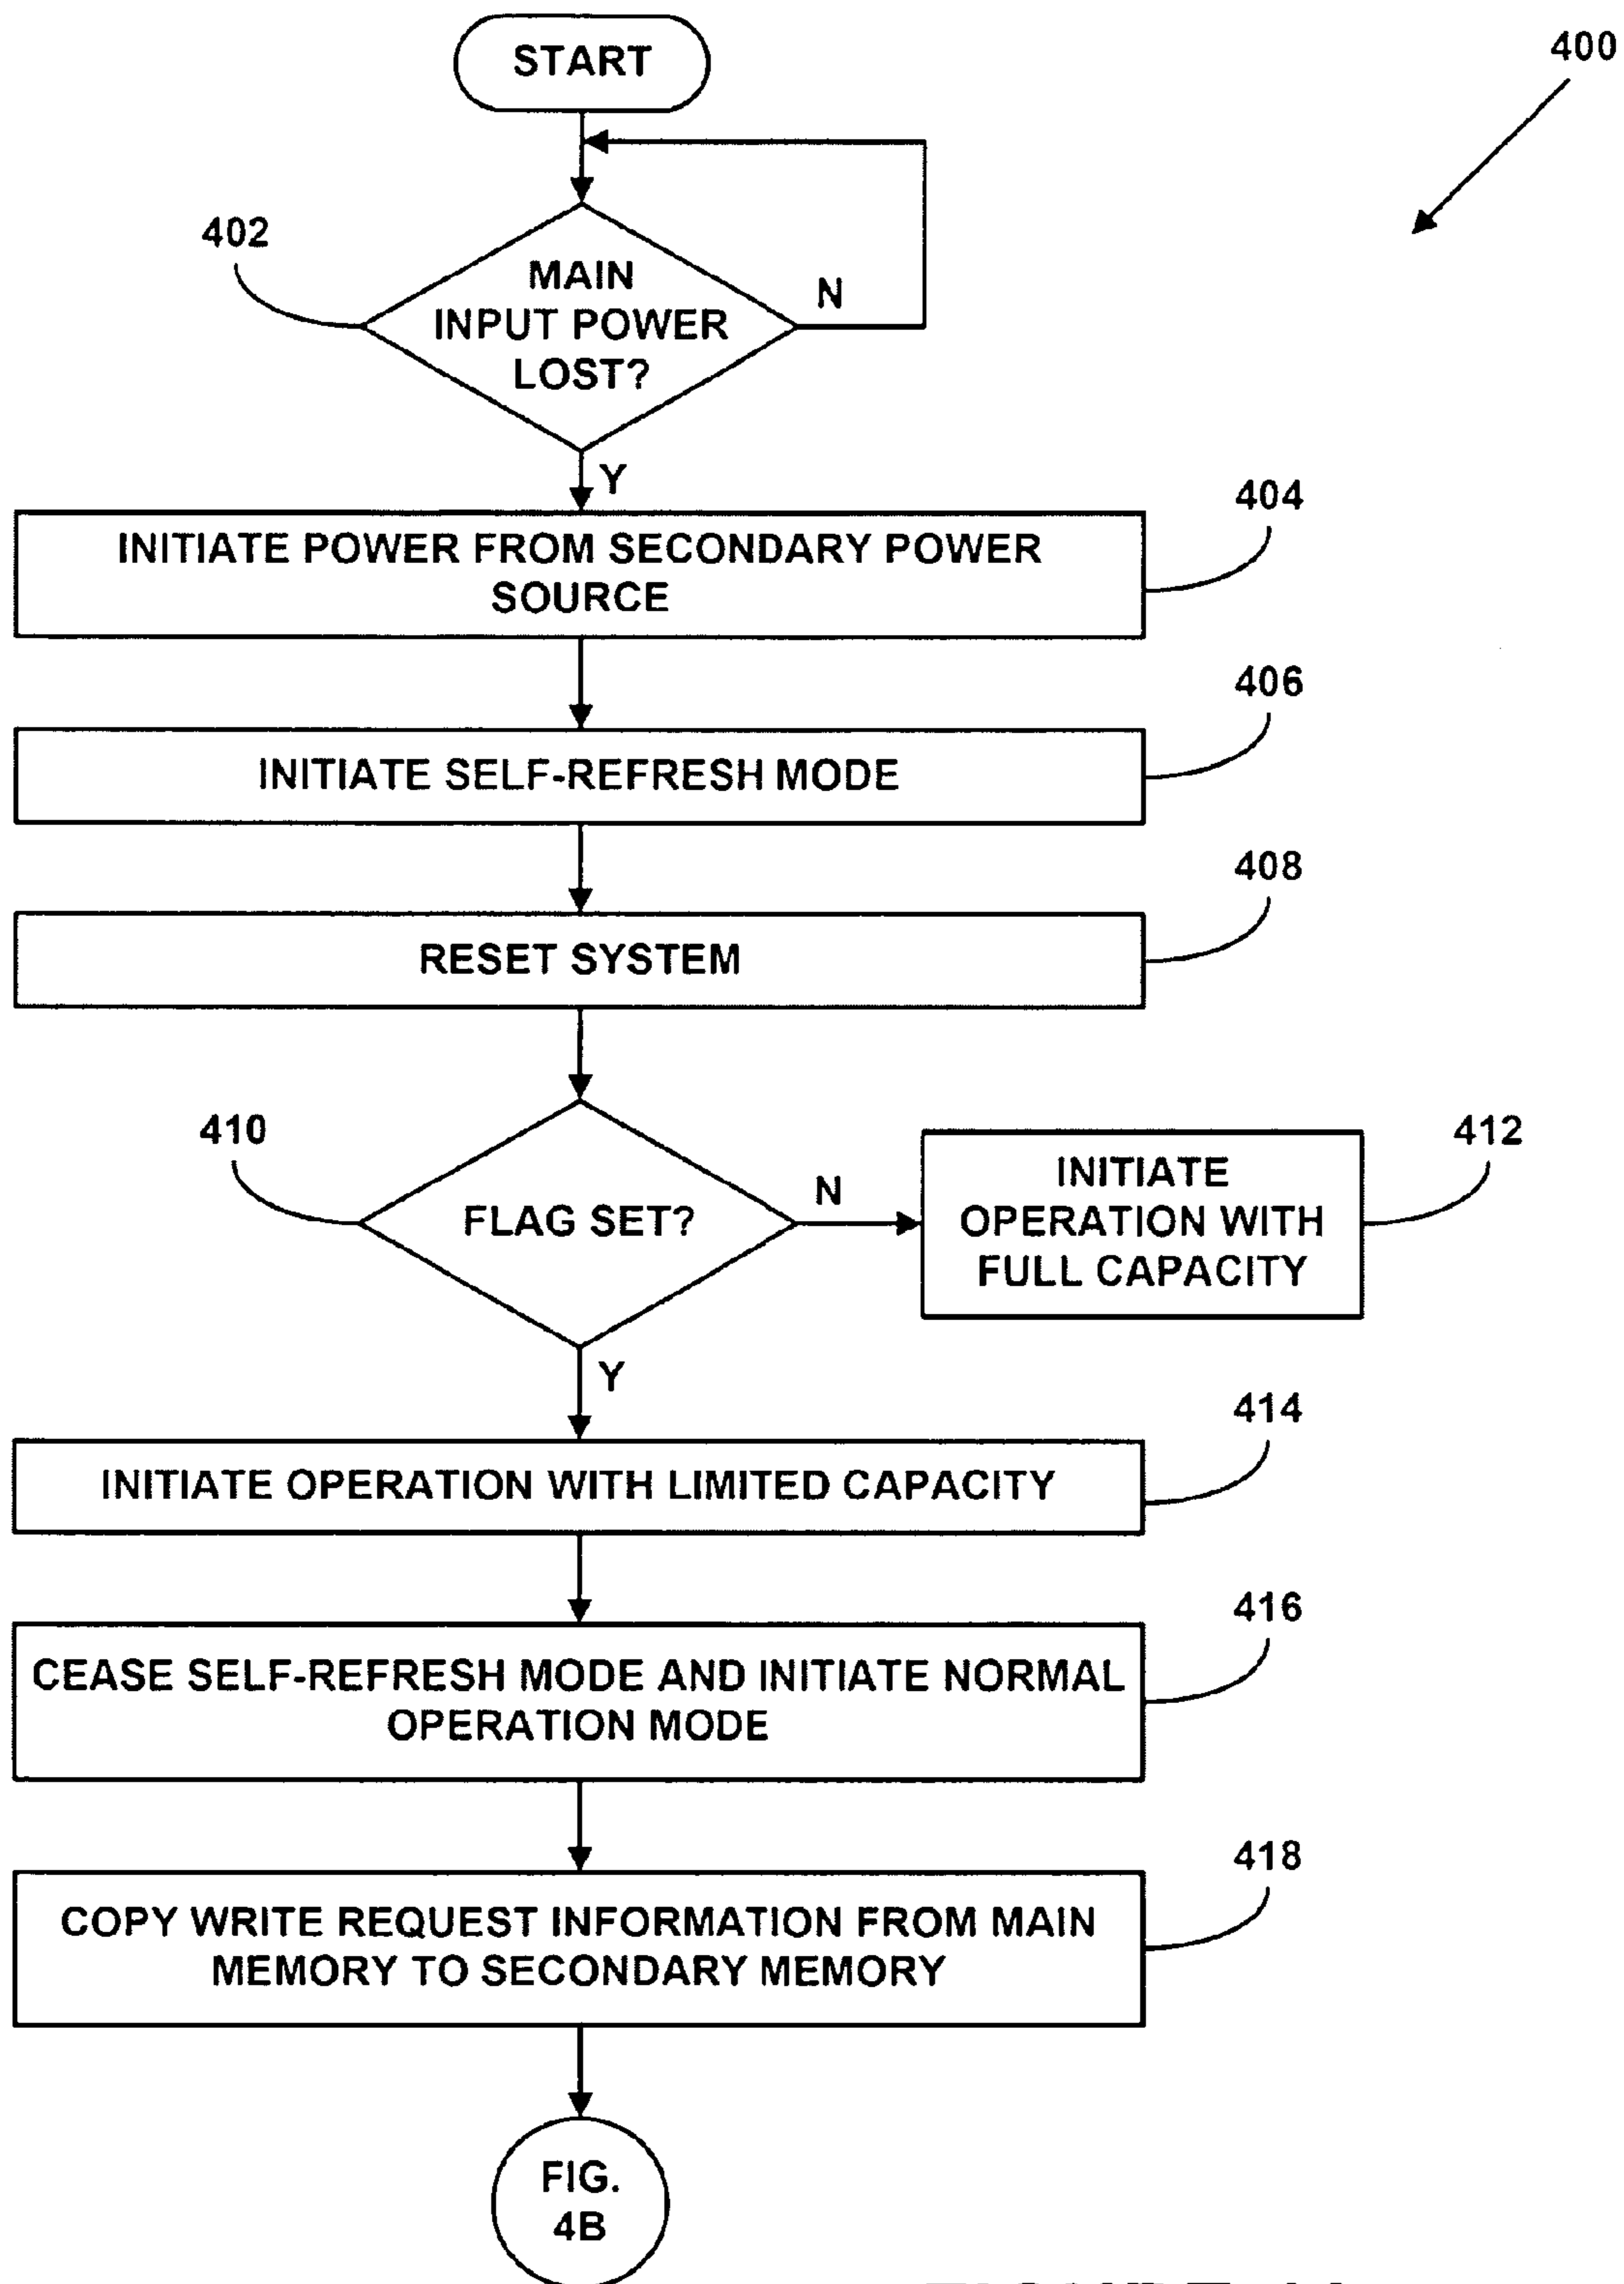 START
400
402
MAIN
INPUT POWER
LOST?
N
Y
404
INITIATE POWER FROM SECONDARY POWER
SOURCE
406
INITIATE SELF-REFRESH MODE
408
RESET SYSTEM
410
FLAG SET?
N
412
INITIATE
OPERATION WITH
FULL CAPACITY
Y
414
INITIATE OPERATION WITH LIMITED CAPACITY
416
CEASE SELF-REFRESH MODE AND INITIATE NORMAL
OPERATION MODE
418
COPY WRITE REQUEST INFORMATION FROM MAIN
MEMORY TO SECONDARY MEMORY
FIG.
4B